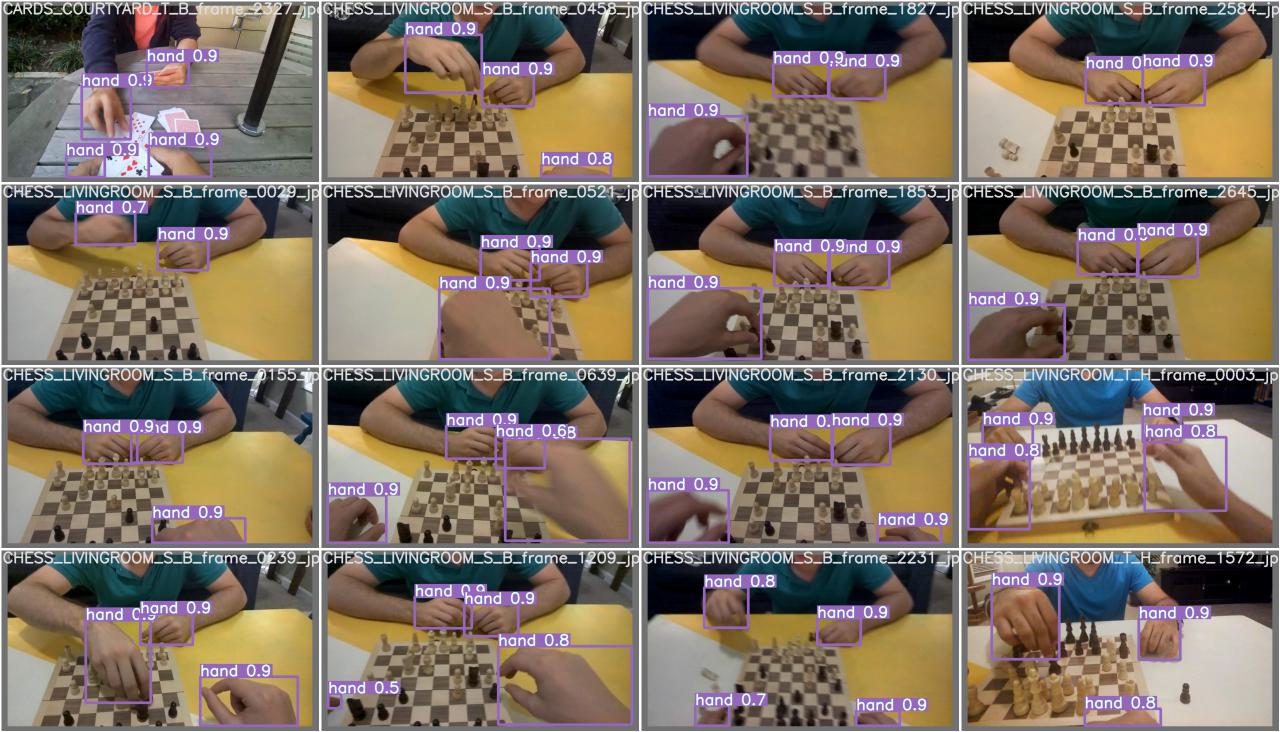 CARDS_COURTYARD_T_B_frame_2327_jp
hand 0.9
hand 0.9
hand 0.9
hand 0.9
CHESS_LIVINGROOM_S_B_frame_0458_jp
hand 0.9
hand 0.9
hand 0.8
CHESS_LIVINGROOM_S_B_frame_1827_jp
hand 0.9
hand 0.9
CHESS_LIVINGROOM_S_B_frame_2584_jp
hand 0.9
CHESS_LIVINGROOM_S_B_frame_0029_jp
hand 0.7
hand 0.9
CHESS_LIVINGROOM_S_B_frame_0521_jp
hand 0.9
hand 0.9
hand 0.9
CHESS_LIVINGROOM_S_B_frame_1853_jp
hand 0.9
hand 0.9
CHESS_LIVINGROOM_S_B_frame_2645_jp
hand 0.9
hand 0.9
CHESS_LIVINGROOM_S_B_frame_0155_jp
hand 0.9
hand 0.9
CHESS_LIVINGROOM_S_B_frame_0639_jp
hand 0.9
hand 0.9
CHESS_LIVINGROOM_S_B_frame_2130_jp
hand 0.9
hand 0.9
hand 0.9
CHESS_LIVINGROOM_T_H_frame_0003_jp
hand 0.9
hand 0.9
hand 0.8
hand 0.8
CHESS_LIVINGROOM_S_B_frame_0239_jp
hand 0.9
hand 0.9
CHESS_LIVINGROOM_S_B_frame_1209_jp
hand 0.9
hand 0.9
hand 0.8
hand 0.5
CHESS_LIVINGROOM_S_B_frame_2231_jp
hand 0.8
hand 0.9
hand 0.7
hand 0.9
CHESS_LIVINGROOM_T_H_frame_1572_jp
hand 0.9
hand 0.9
hand 0.8